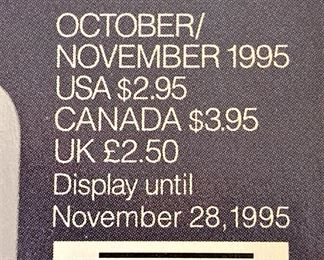 OCTOBER/
NOVEMBER 1995
USA $2.95
CANADA $3.95
UK £2.50
Display until
November 28,1995